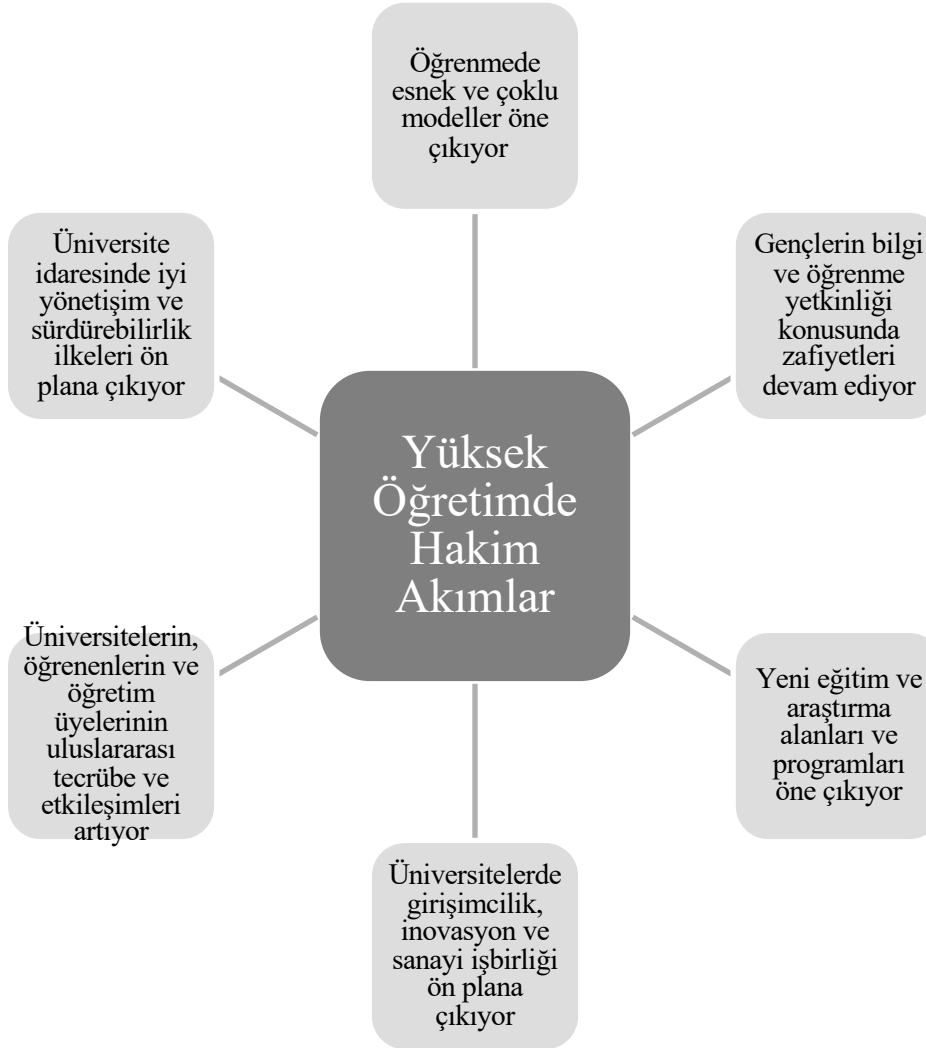 Öğrenmede
esnek ve çoklu
modeller öne
çıkıyor
Gençlerin bilgi
ve öğrenme
yetkinliği
konusunda
zafiyetleri
devam ediyor
Yeni eğitim ve
araştırma
alanları ve
programları
öne çıkıyor
Üniversitelerde
girişimcilik,
inovasyon ve
sanayi işbirliği
ön plana
çıkıyor
Üniversitelerin,
öğrenenlerin ve
öğretim
üyelerinin
uluslararası
tecrübe ve
etkileşimleri
artıyor
Üniversite
idaresinde iyi
yönetişim ve
sürdürebilirlik
ilkeleri ön
plana çıkıyor
Yüksek
Öğretimde
Hakim
Akımlar